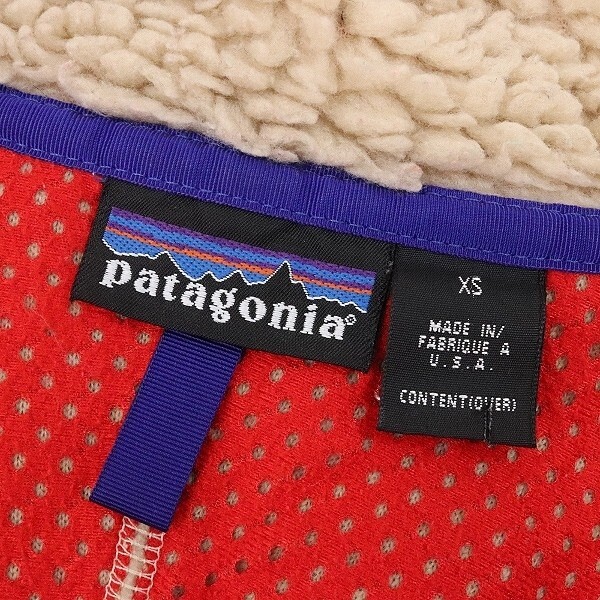 patagonia®
XS
MADE IN/
FABRIQUE A
U.S.A.
CONTENT(OVER)